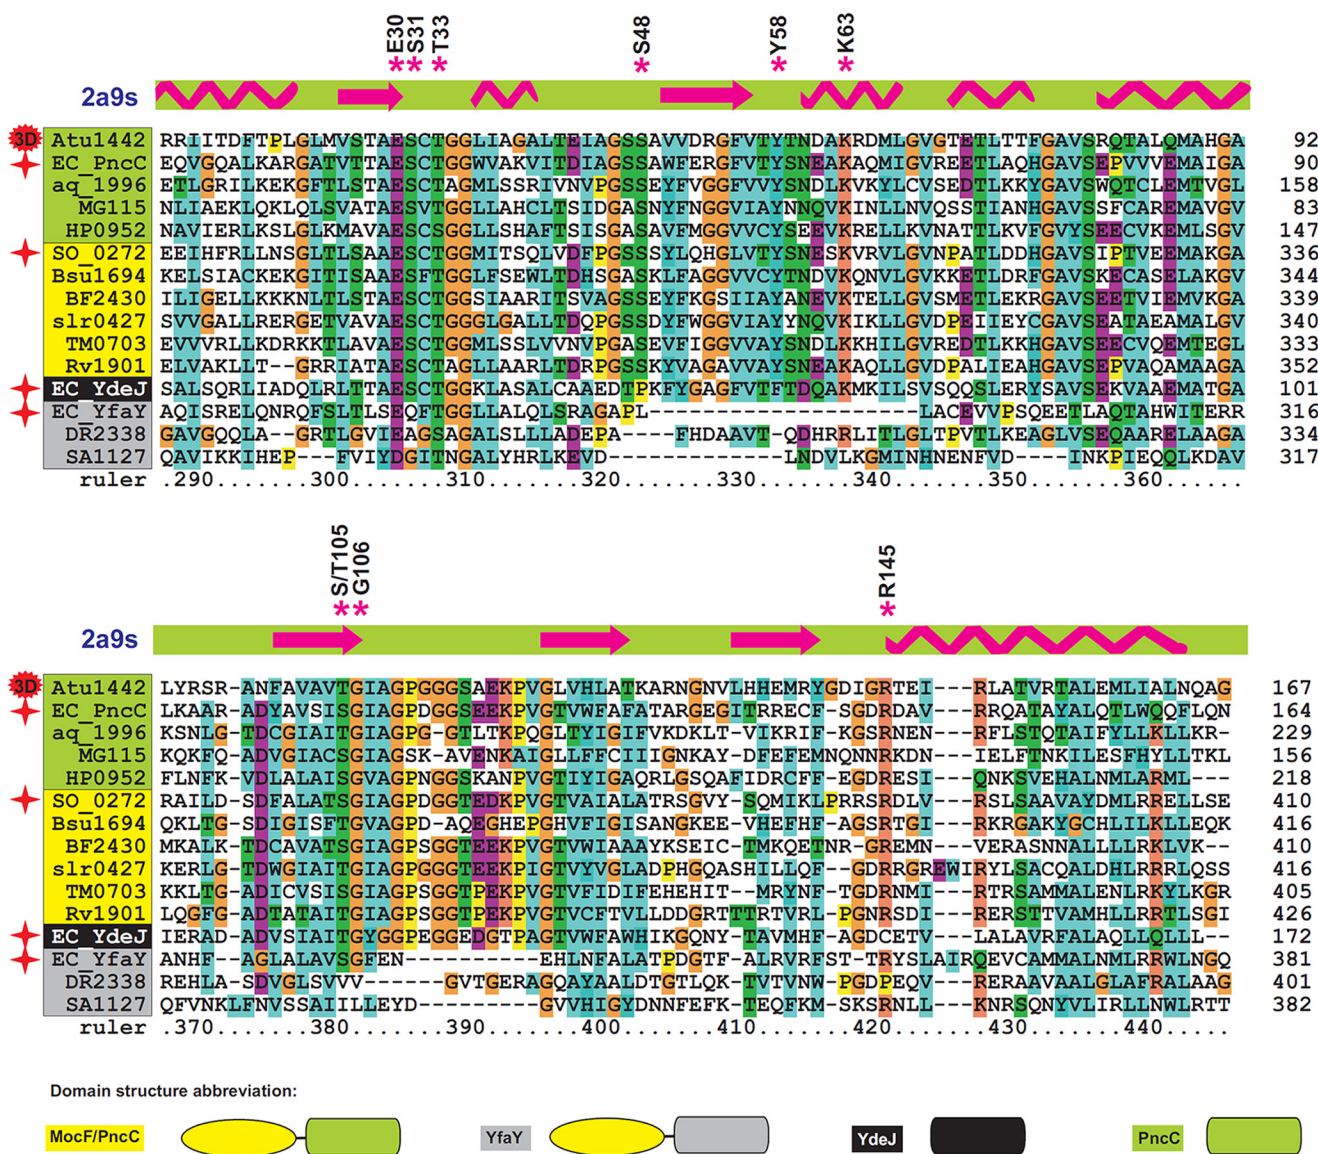 *E30
*S31
*T33
*S48
*Y58
*K63
2a9s
3D Atu1442 RRIITDFTPLGLMVSTAESCTGGLIAGALTEIAGSSAVVDRGFVTYTNDAKRDMLGVGTETLTTFGAVSRQTALQMAHGA 92
EC_PncC EQVGQALKARGATVTTAESCTGGWVAKVITDIAGSSAWFERGFVTYSNEAKAQMIGVREETLAQHGAVSEPVVVEMAIGA 90
aq_1996 ETLGRILKEKGFTLSTAESCTAGMLSSRIVNVPGSSEYFVGGFVVYSNDLKVKYLCVSEDTLKKYGAVSWQTCLEMTVGL 158
MG115 NLIAEKLQKLQLSVATAESVTGGLLAHCLTSIDGASNYFNGGVIAYNNQVKINLLNVQSSTIANHGAVSSFCAREMAVGV 83
HP0952 NAVIERLKSLGLKMAVAESCSGGLLSHAFTSISGASAVFMGGVVCYSEEVKRELLKVNATTLKVFGVYSEECVKEMLSGV 147
SO_0272 EEIHFRLLNSGLTLSAAESCTGGMITSQLVDFPGSSSYLQHGLVTYSNESKVRVLGVNPATLDDHGAVSIPTVEEMAKGA 336
Bsu1694 KELSIACKEKGITISAAESFTGGLFSEWLTDHSGASKLFAGGVVCYTNDVKQNVLGVKKETLDRFGAVSKECASELAKGV 344
BF2430 ILIGELLKKKNLTLSTAESCTGGSIAARITSVAGSSEYFKGSIIAYANEVKTELLGVSMETLEKRGAVSEETVIEMVKGA 339
slr0427 SVVGALLRERGETVAVAESCTGGGLGALLTDQPGSSDYFWGGVIAYYNQVKIKLLGVDPEILEYCGAVSEATAEAMALGV 340
TM0703 EVVVRLLKDRKKTLAVAESCTGGMLSSLVVNVPGASEVFIGGVVAYSNDLKKHILGVREDTLKKFGAVSEECVQEMTEGL 333
Rv1901 ELVAKLLT--GRRIATAESCTAGLLAARLTDRPGSSAYVAGAVVTYSNEAKAQLLGVDPALIEAHGAVSEPVAQAMAAGA 352
EC_YdeJ SALSQRLIADQLRLTTAESCTGGKLASALCAAEDTPKFYGAGFVTFTDQAKMKILSVSQQSLERYSAVSEKVAAEMATGA 101
EC_YfaY AQISRELQNRQFSLTLSEQFTGGLLALQLSRAGAPL--------------------LACEVVPSQEETLAQTAHWITERR 316
DR2338 GAVGQQLA--GRTLGVIEAGSAGALSLLLADEPA----FHDAAVT-QDHRRLITLGLTPVTLKEAGLVSEQAARELAAGA 334
SA1127 QAVIKKIHEP---FVIYDGITNGALYHRLKEVD-------------LNDVLKGMINHNENFVD-----INKPIEQQLKDAV 317
ruler .290.......300.......310.......320.......330.......340.......350.......360.......
*S/T105
*G106
*R145
2a9s
3D Atu1442 LYRSR-ANFAVAVTGIAGPGGGSAEKPVGLVHLATKARNGNVLHHEMRYGDIGRTEI---RLATVRTALEMLIALNQAG 167
EC_PncC LKAAR-ADYAVSISGIAGPDGGSEEKPVGTVWFAFATARGEGITRRECF-SGDRDAV---RRQATAYALQTLWQQFLQN 164
aq_1996 KSNLG-TDCGIAITGIAGPG-GTLTKPQGLTYIGIFVKDKLT-VIKRIF-KGSRNEN---RFLSTQTAIFYLLKLLKR- 229
MG115 KQKFQ-ADVGIACSGIAGSK-AVENKAIGLLFFCIIIGNKAY-DFEFEMNQNNRKDN---IELFTNKILESFHYLLTKL 156
HP0952 FLNFK-VDLALAISGVAGPNGGSKANPVGTIYIGAQRLGSQAFIDRCFF-EGDRESI---QNKSVEHALNMLARML--- 218
SO_0272 RAILD-SDFALATSGIAGPDGGTEDKPVGTVAIALATRSGVY-SQMIKLPRRSRDLV---RSLSAAVAYDMLRRELLSE 410
Bsu1694 QKLTG-SDIGISFTGVAGPD-AQEGHEPGHVFIGISANGKEE-VHEFHF-AGSRTGI---RKRGAKYGCHLILKLLEQK 416
BF2430 MKALK-TDCAVATSGIAGPSGGTEEKPVGTVWIAAAYKSEIC-TMKQETNR-GREMN---VERASNNALLLLRKLVK-- 410
slr0427 KERLG-TDWGIAITGIAGPGGGTEEKPIGTVYVGLADPHGQASHILLQF--GDRRGREWIRYLSACQALDHLRRRLQSS 416
TM0703 KKLTG-ADICVSISGIAGPSGGTPEKPVGTVFIDIFEHEHIT-MRYNF-TGDRNMI---RTRSAMMALENLRKYLKGR 405
Rv1901 LQGFG-ADTATAITGIAGPSGGTPEKPVGTVCFTVLLDDGRTTTRTVRL-PGNRSDI---RERSTTVAMHLLRRTLSGI 426
EC_YdeJ IERAD-ADVSIAITGYGGPEGGEDGTPAGTVWFAWHIKGQNY-TAVMHF-AGDCETV---LALAVRFALAQLLQLLL-- 172
EC_YfaY ANHF--AGLALAVSGFEN----------EHLNFALATPDGTF-ALRVRFST-TRYSLAIRQEVCAMMALNMLRRWLNGQ 381
DR2338 REHLA-SDVGLSVVV------GVTGERAGQAYAALDTGTLQK-TVTVNW-PGDPEQV---RERAAVAALGLAFRALAAG 401
SA1127 QFVNKLFNVSSAIILLEYD---------GVVHIGYDNNFEFK-TEQFKM-SKSRNLL---KNRSQNYVLIRLLNWLRTT 382
ruler .370.......380.......390.......400.......410.......420.......430.......440......
Domain structure abbreviation:
MocF/PncC
YfaY
YdeJ
PncC